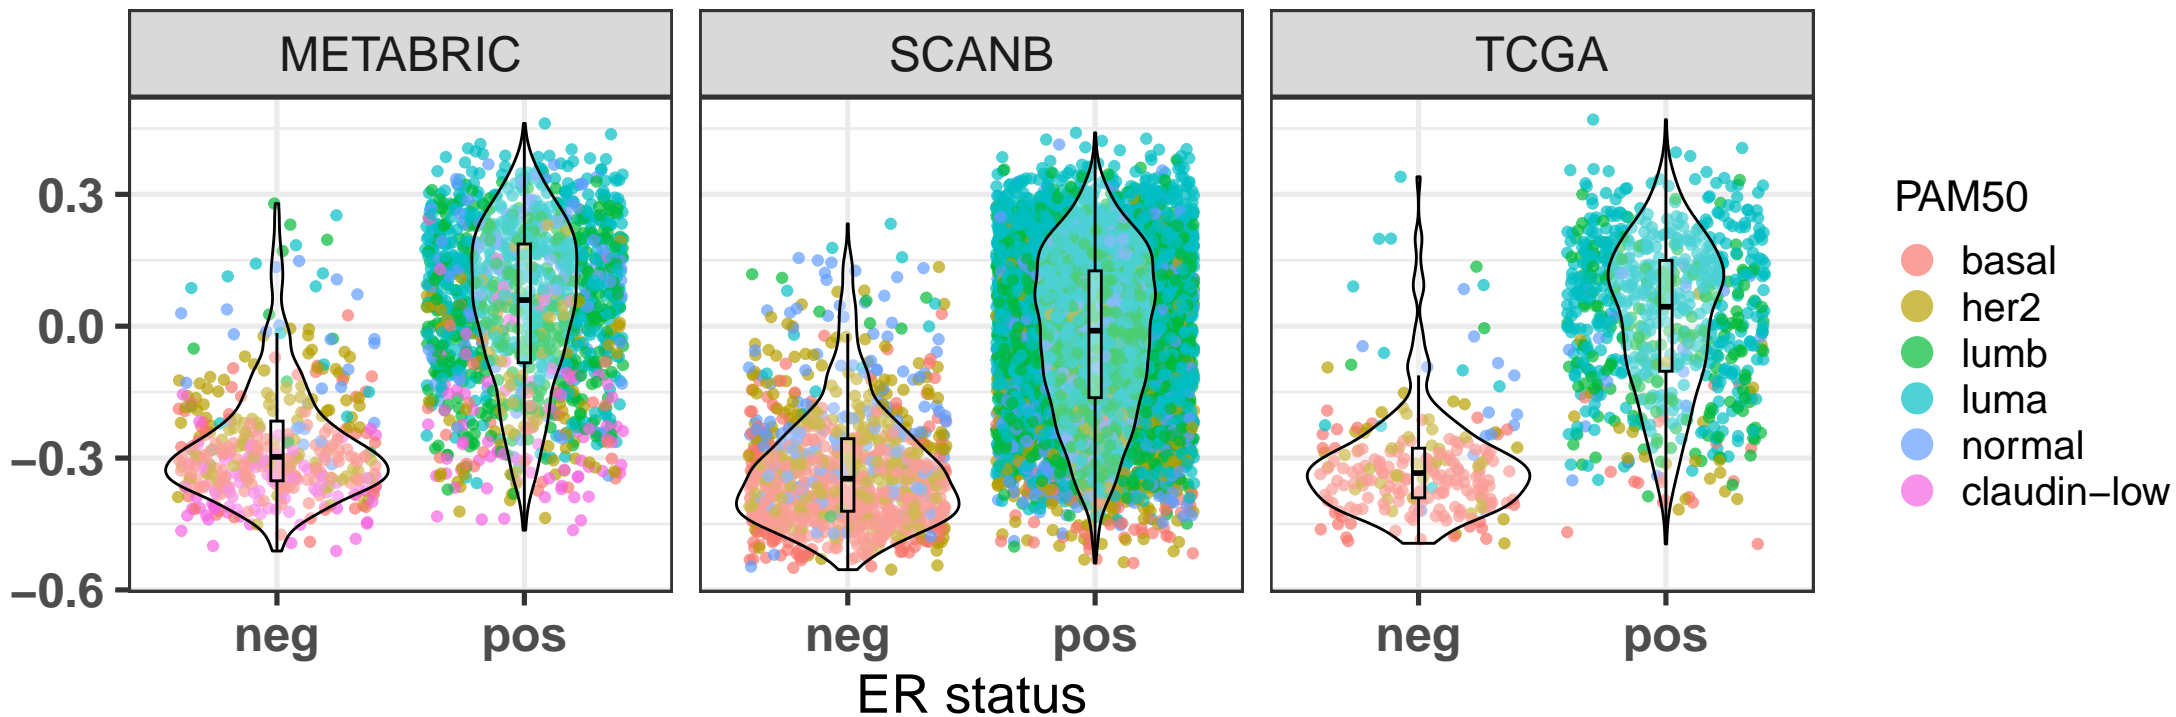 METABRIC SCANB TCGA
0.3
0.0
−0.3
−0.6
neg pos neg pos neg pos
ER status
PAM50
basal
her2
lumb
luma
normal
claudin−low